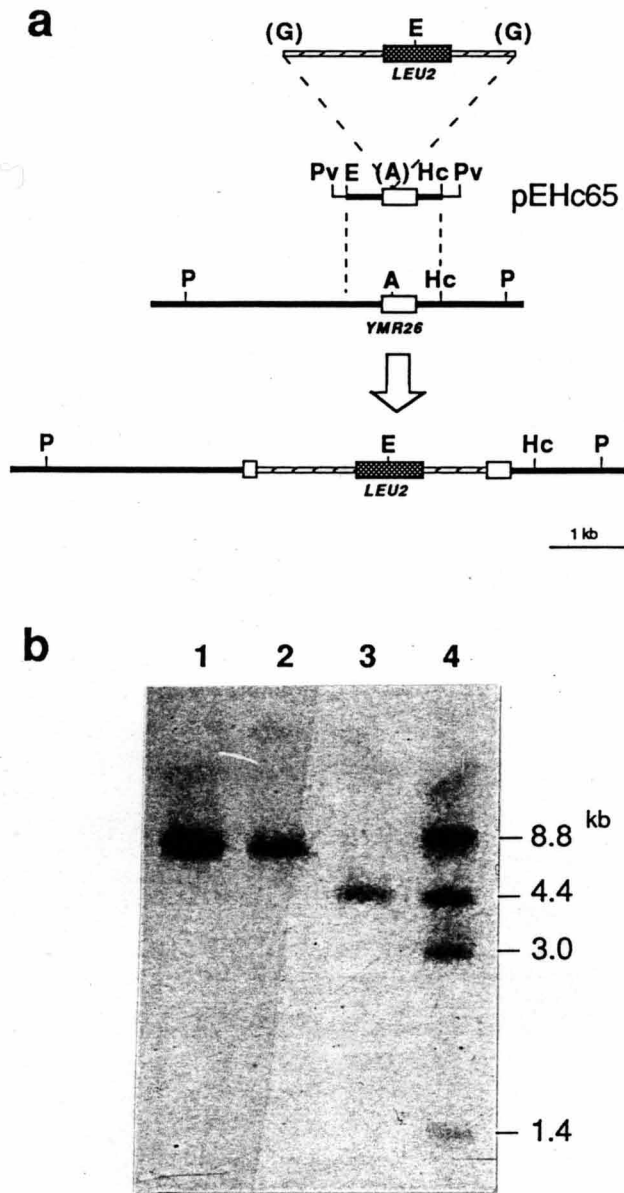 a
(G) E (G)
LEU2
Pv E (A) Hc Pv
pEHc65
P A Hc P
YMR26
P E Hc P
LEU2
1 kb
b
1 2 3 4
kb
8.8
4.4
3.0
1.4